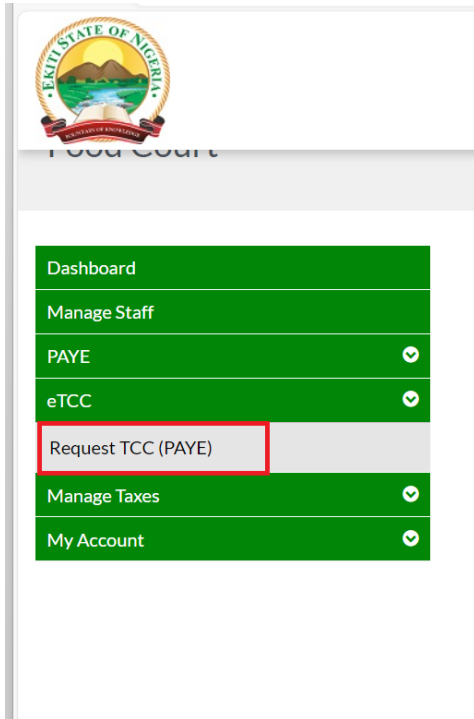 EKITI STATE OF NIGERIA
FOUNTAIN OF KNOWLEDGE
Food Court
Dashboard
Manage Staff
PAYE
eTCC
Request TCC (PAYE)
Manage Taxes
My Account